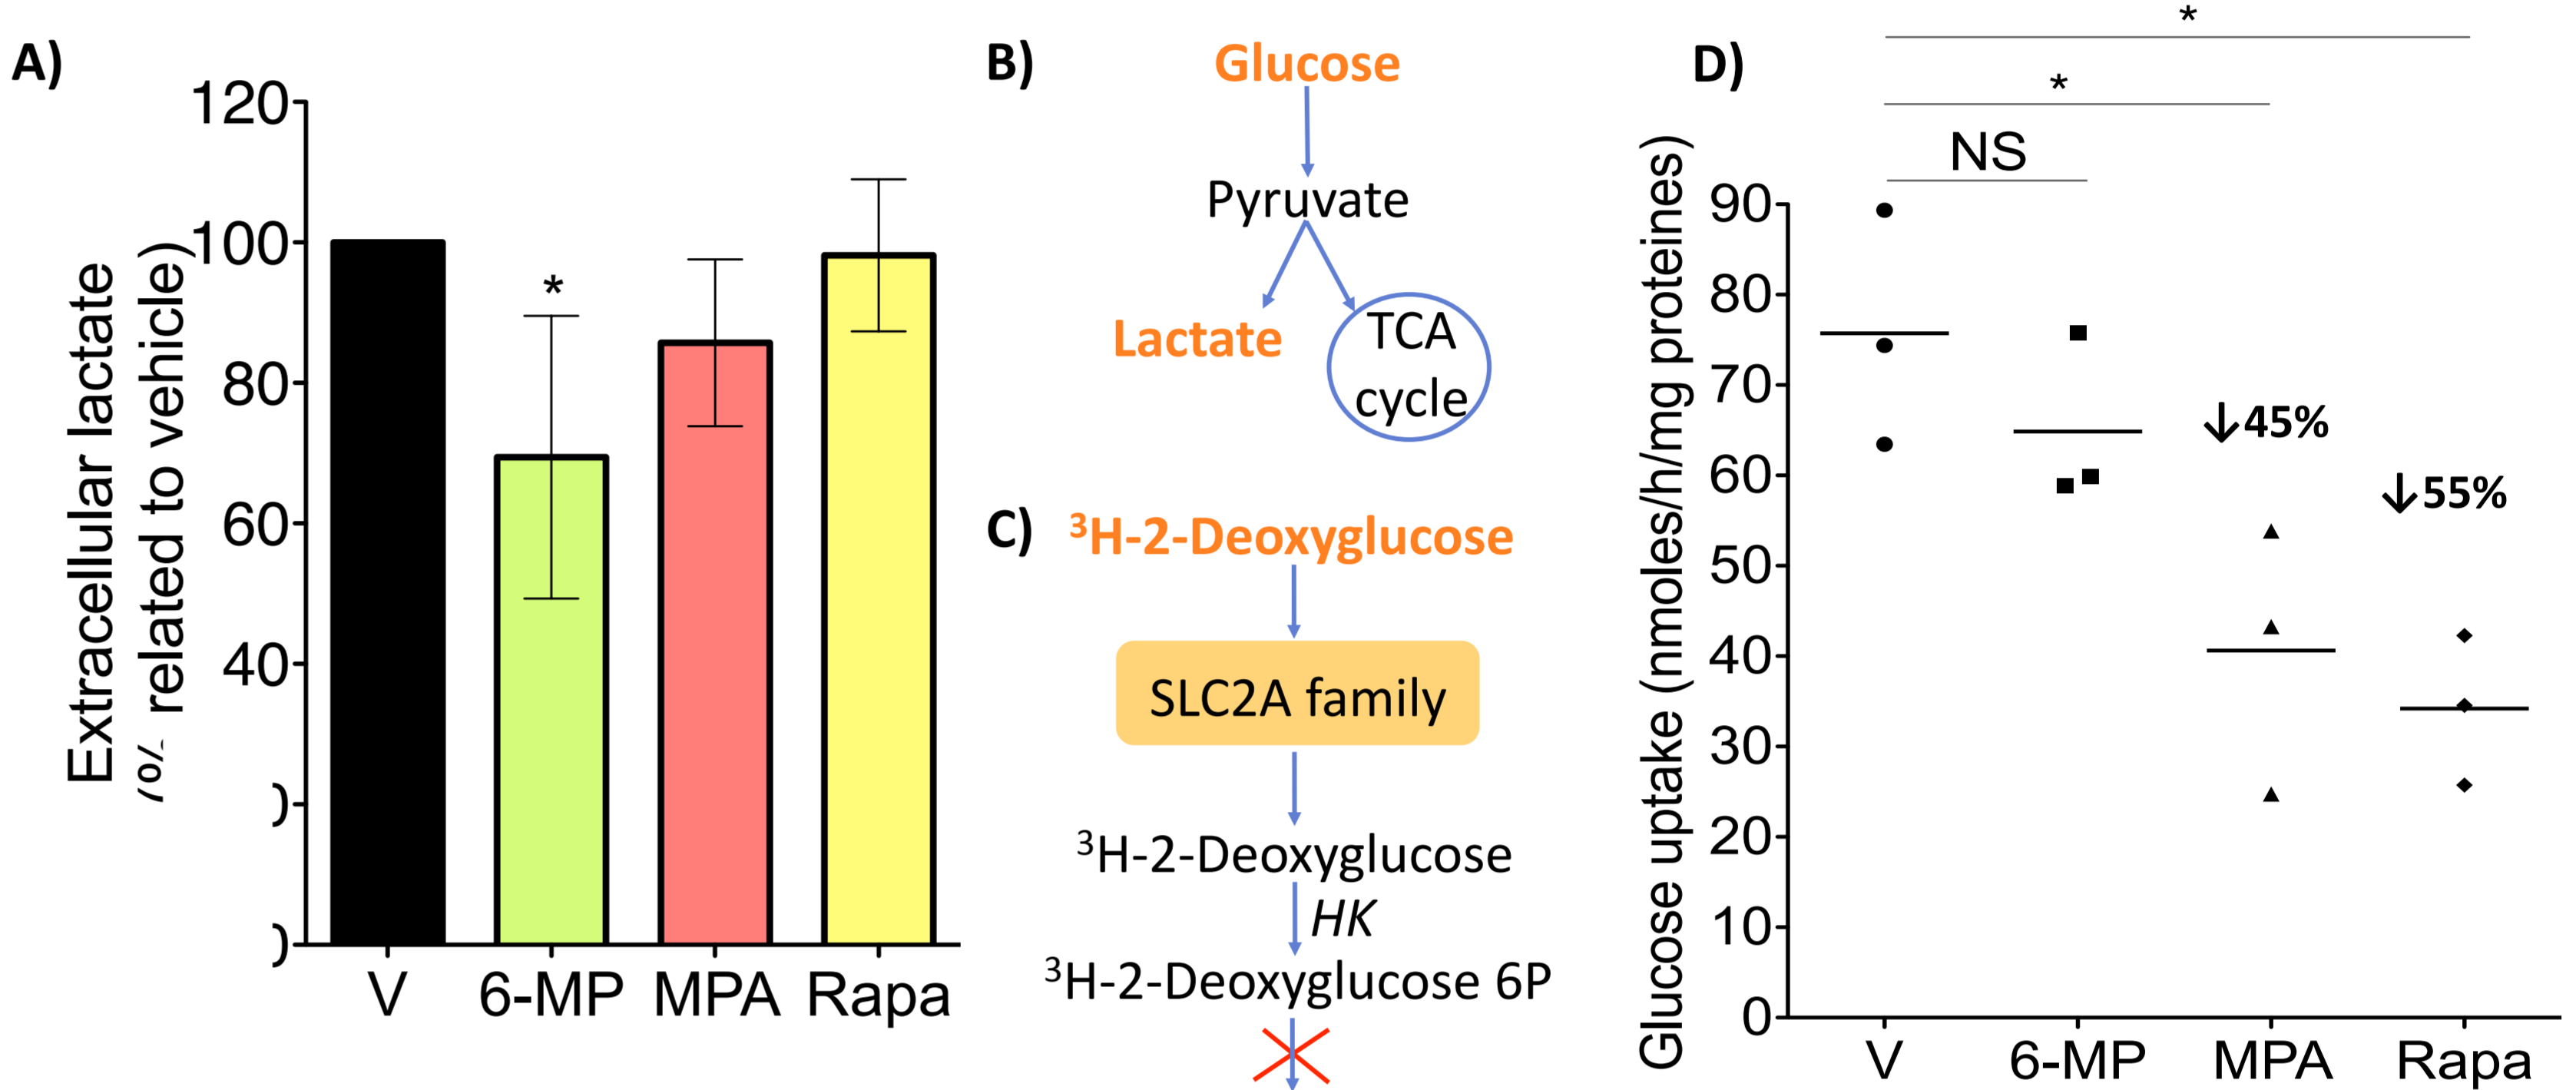 A)
120
100
80
60
40
)
)
Extracellular lactate
related to vehicle)
*
V 6-MP MPA Rapa
B)
Glucose
Pyruvate
Lactate
TCA
cycle
C)
³H-2-Deoxyglucose
SLC2A family
³H-2-Deoxyglucose
HK
³H-2-Deoxyglucose 6P
D)
*
*
NS
Glucose uptake (nmoles/h/mg proteines)
90
80
70
60
50
40
30
20
10
0
↓45%
↓55%
V 6-MP MPA Rapa